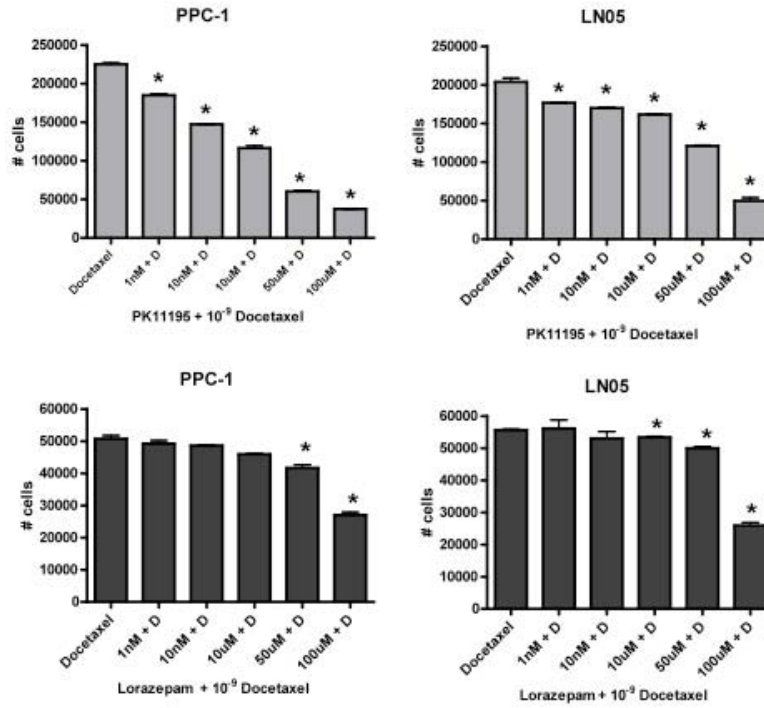 PPC-1
250000
200000
150000
100000
50000
0
# cells
* * * * *
Docetaxel 1nM + D 10nM + D 10uM + D 50uM + D 100uM + D
PK11195 + 10⁻⁹ Docetaxel
LN05
250000
200000
150000
100000
50000
0
# cells
* * * * *
Docetaxel 1nM + D 10nM + D 10uM + D 50uM + D 100uM + D
PK11195 + 10⁻⁹ Docetaxel
PPC-1
60000
50000
40000
30000
20000
10000
0
# cells
* *
Docetaxel 1nM + D 10nM + D 10uM + D 50uM + D 100uM + D
Lorazepam + 10⁻⁹ Docetaxel
LN05
60000
50000
40000
30000
20000
10000
0
# cells
* * *
Docetaxel 1nM + D 10nM + D 10uM + D 50uM + D 100uM + D
Lorazepam + 10⁻⁹ Docetaxel